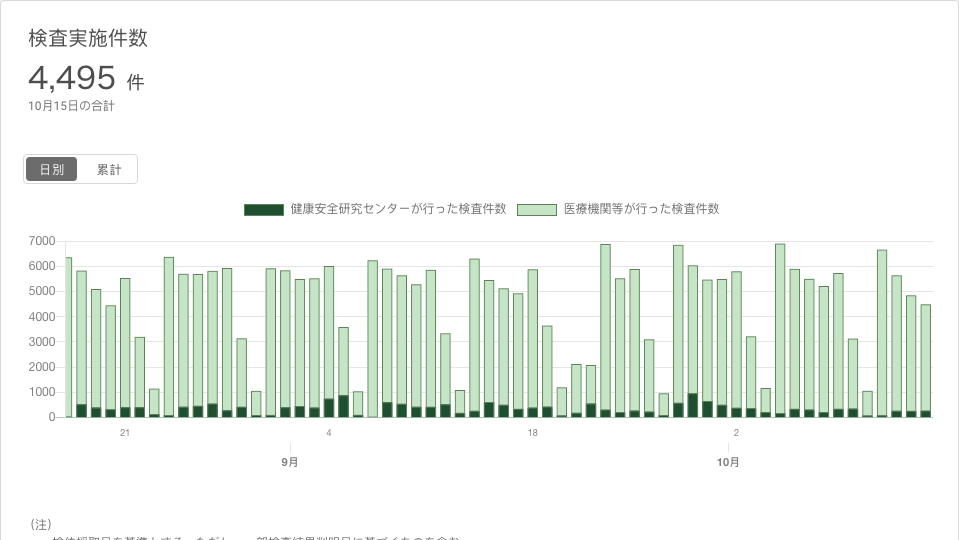 検査実施件数
4,495 件
10月15日の合計
日別 累計
健康安全研究センターが行った検査件数 医療機関等が行った検査件数
7000
6000
5000
4000
3000
2000
1000
0
21 4 18 2
9月 10月
(注)